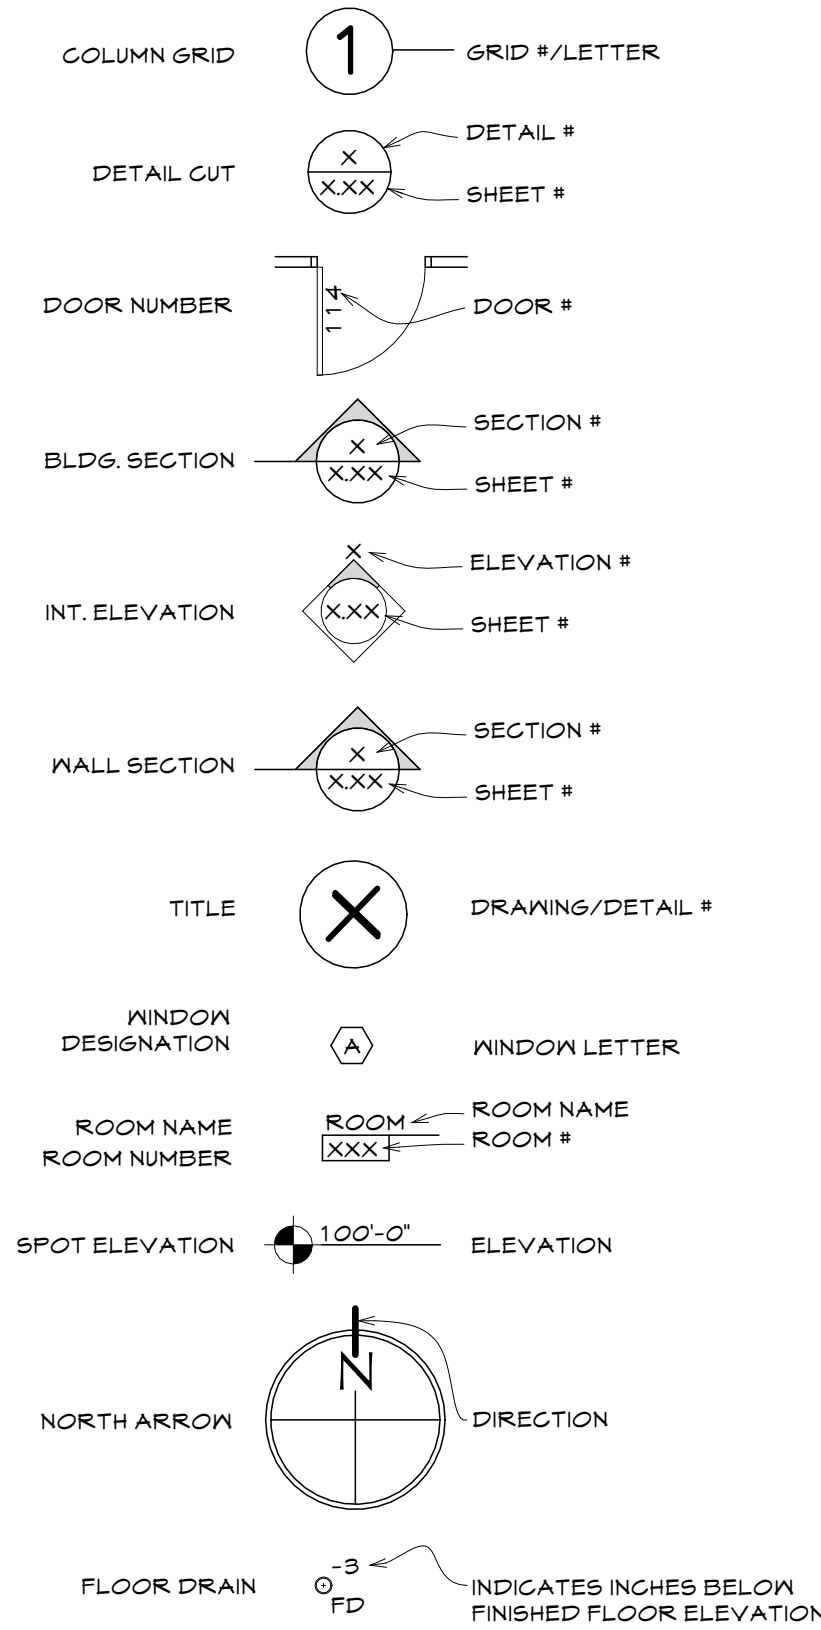 COLUMN GRID 1 GRID #/LETTER
DETAIL #
DETAIL CUT X
X.XX SHEET #
DOOR NUMBER 114 DOOR #
SECTION #
BLDG. SECTION X
X.XX SHEET #
X ELEVATION #
INT. ELEVATION X.XX SHEET #
SECTION #
WALL SECTION X
X.XX SHEET #
TITLE X DRAWING/DETAIL #
WINDOW
DESIGNATION A WINDOW LETTER
ROOM NAME ROOM ROOM NAME
ROOM NUMBER XXX ROOM #
SPOT ELEVATION 100'-0" ELEVATION
N
NORTH ARROW DIRECTION
-3
FLOOR DRAIN INDICATES INCHES BELOW
FD FINISHED FLOOR ELEVATION